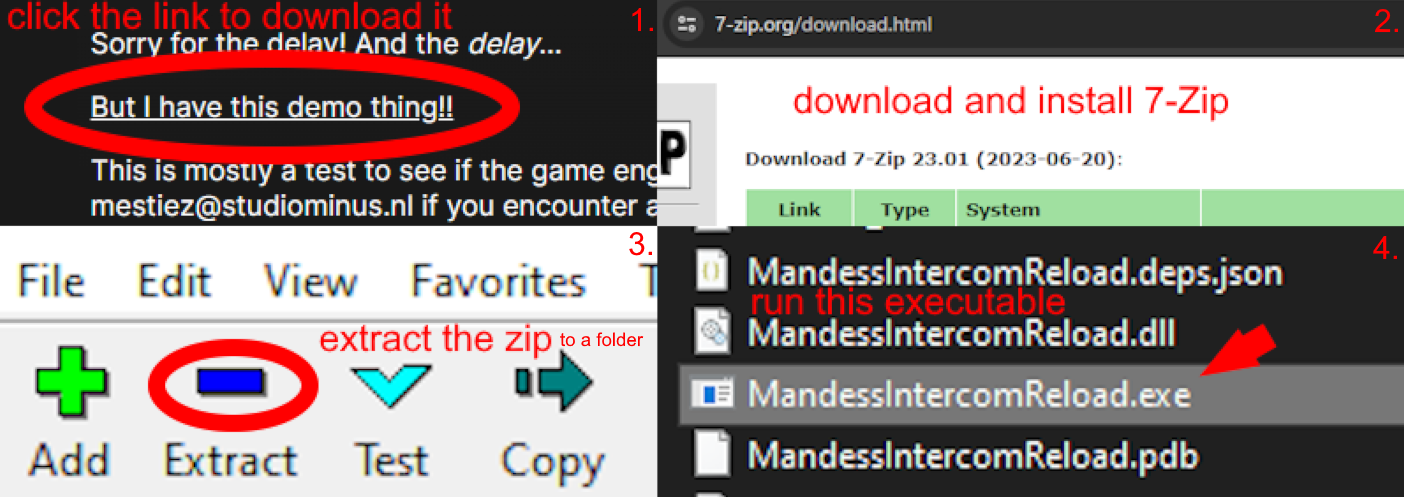 click the link to download it
1.
Sorry for the delay! And the delay...
But I have this demo thing!!
This is mostly a test to see if the game eng
mestiez@studiominus.nl if you encounter a
7-zip.org/download.html
2.
download and install 7-Zip
P
Download 7-Zip 23.01 (2023-06-20):
Link Type System
3.
File Edit View Favorites T
extract the zip to a folder
Add Extract Test Copy
4.
MandessIntercomReload.deps.json
run this executable
MandessIntercomReload.dll
MandessIntercomReload.exe
MandessIntercomReload.pdb